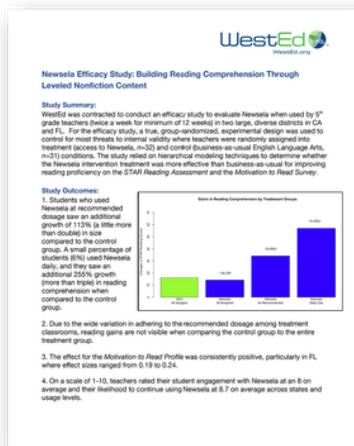 WestEd
WestEd.org
Newsela Efficacy Study: Building Reading Comprehension Through
Leveled Nonfiction Content
Study Summary:
WestEd was contracted to conduct an efficacy study to evaluate Newsela when used by 5th
grade teachers (twice a week for minimum of 12 weeks) in two large, diverse districts in CA
and FL. For the efficacy study, a true, group-randomized, experimental design was used to
control for most threats to internal validity where teachers were randomly assigned into
treatment (access to Newsela, n=32) and control (business-as-usual English Language Arts,
n=31) conditions. The study relied on hierarchical modeling techniques to determine whether
the Newsela intervention treatment was more effective than business-as-usual for improving
reading proficiency on the STAR Reading Assessment and the Motivation to Read Survey.
Study Outcomes:
1. Students who used
Newsela at recommended
dosage saw an additional
growth of 113% (a little more
than double) in size
compared to the control
group. A small percentage of
students (6%) used Newsela
daily, and they saw an
additional 255% growth
(more than triple) in reading
comprehension when
compared to the control
group.
Gains in Reading Comprehension by Treatment Groups
2. Due to the wide variation in adhering to the recommended dosage among treatment
classrooms, reading gains are not visible when comparing the control group to the entire
treatment group.
3. The effect for the Motivation to Read Profile was consistently positive, particularly in FL
where effect sizes ranged from 0.19 to 0.24.
4. On a scale of 1-10, teachers rated their student engagement with Newsela at an 8 on
average and their likelihood to continue using Newsela at 8.7 on average across states and
usage levels.